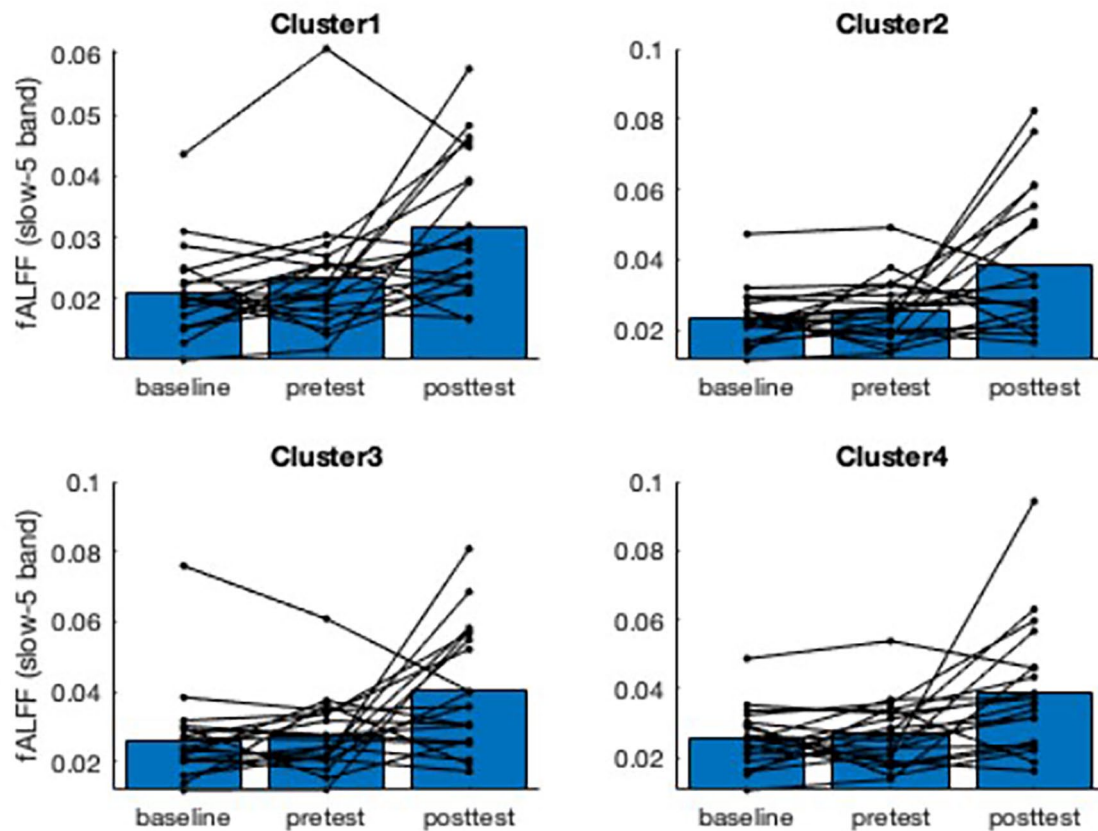 Cluster1
fALFF (slow-5 band)
0.06
0.05
0.04
0.03
0.02
baseline pretest posttest
Cluster2
0.1
0.08
0.06
0.04
0.02
baseline pretest posttest
Cluster3
fALFF (slow-5 band)
0.1
0.08
0.06
0.04
0.02
baseline pretest posttest
Cluster4
0.1
0.08
0.06
0.04
0.02
baseline pretest posttest